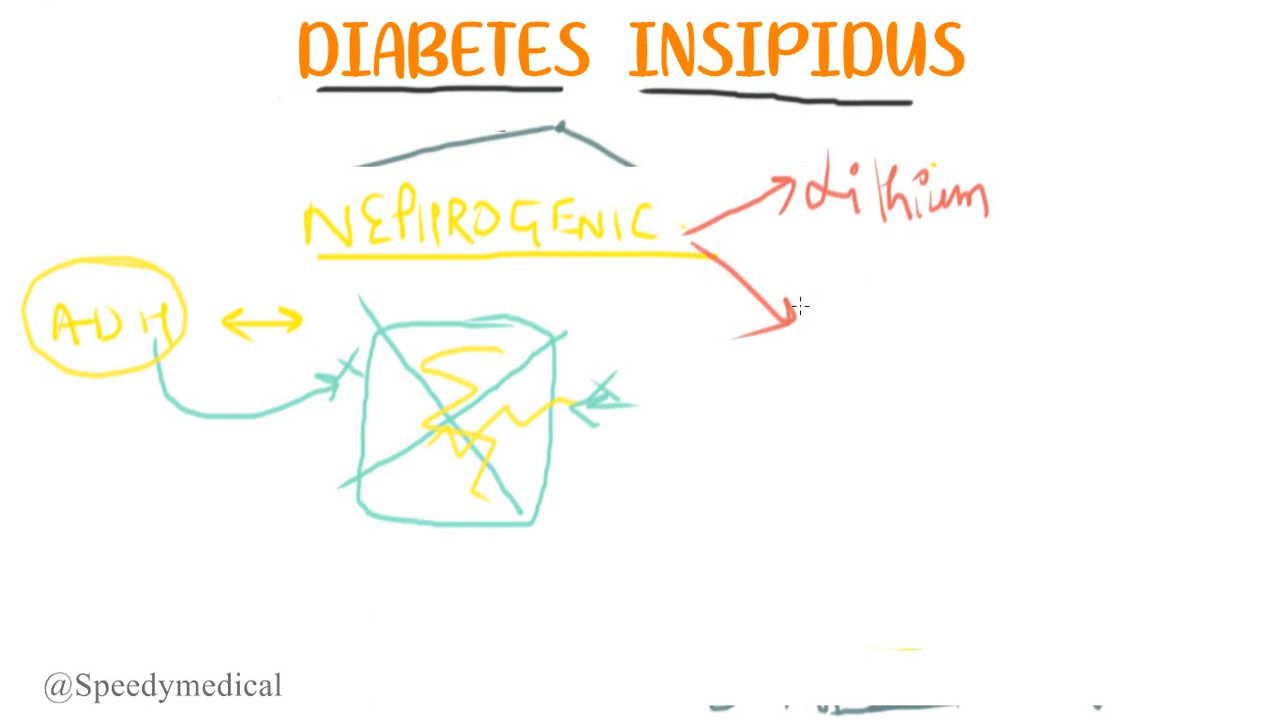 DIABETES INSIPIDUS
NEPHROGENIC
Lithium
ADH
@Speedymedical